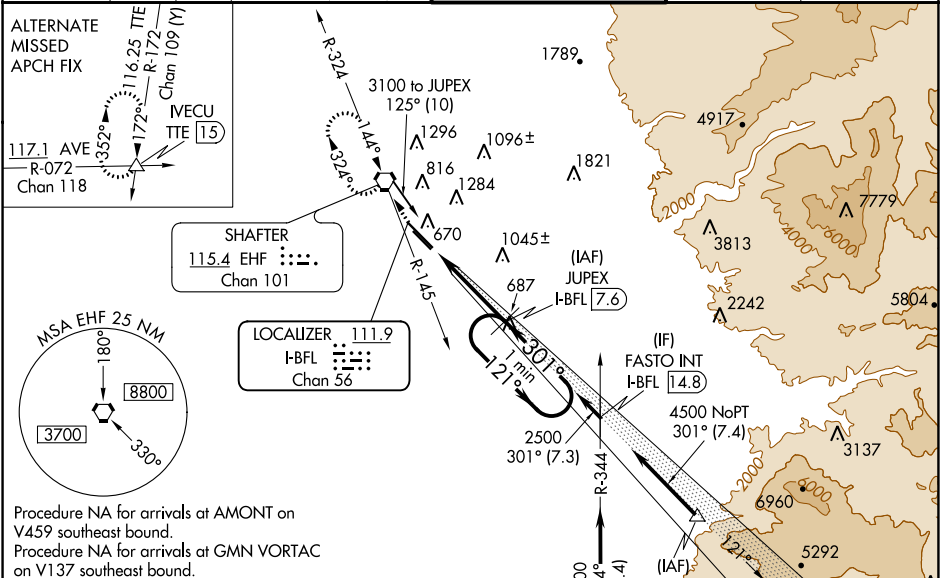 ALTERNATE
MISSED
APCH FIX
116.25 TTE
R-172
Chan 109 (Y)
352°
172°
IVECU
TTE 15
117.1 AVE
R-072
Chan 118
R-324
3100 to JUPEX
125° (10)
144°
324°
1296
1096±
816
1284
1821
670
1045±
1789
4917
2000
7779
4000
6000
3813
2242
5804
SHAFTER
115.4 EHF
Chan 101
R-145
LOCALIZER 111.9
I-BFL
Chan 56
687
(IAF)
JUPEX
I-BFL 7.6
301°
1 min
121°
(IF)
FASTO INT
I-BFL 14.8
2500
301° (7.3)
R-344
4500 NoPT
301° (7.4)
3137
2000
6960
6000
5292
121°
(IAF)
MSA EHF 25 NM
180°
8800
3700
330°
Procedure NA for arrivals at AMONT on
V459 southeast bound.
Procedure NA for arrivals at GMN VORTAC
on V137 southeast bound.